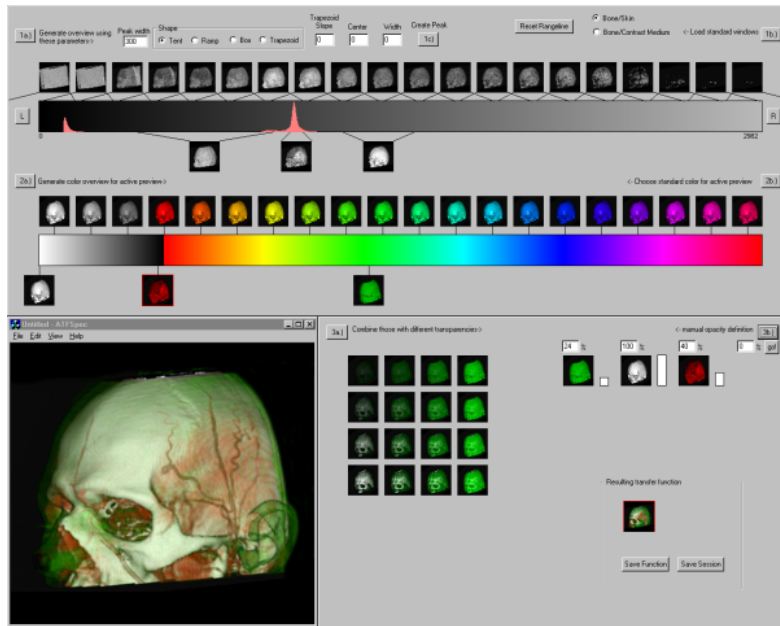 1a.) Generate overview using these parameters-> Peak width 300 Shape Tent Ramp Box Trapezoid Trapezoid Slope 0 Center 0 Width 0 Create Peak 1c)
Reset Rangeline Bone/Skin Bone/Contrast Medium <- Load standard windows 1b.)
L R
0 2982
2a.) Generate color overview for active preview-> <- Choose standard color for active preview 2b.)
Untitled - ATFSpec
File Edit View Help
3a.) Combine those with different transparencies-> <- manual opacity definition 3b.)
24 % 100 % 40 % 0 % go!
Resulting transfer function
Save Function Save Session